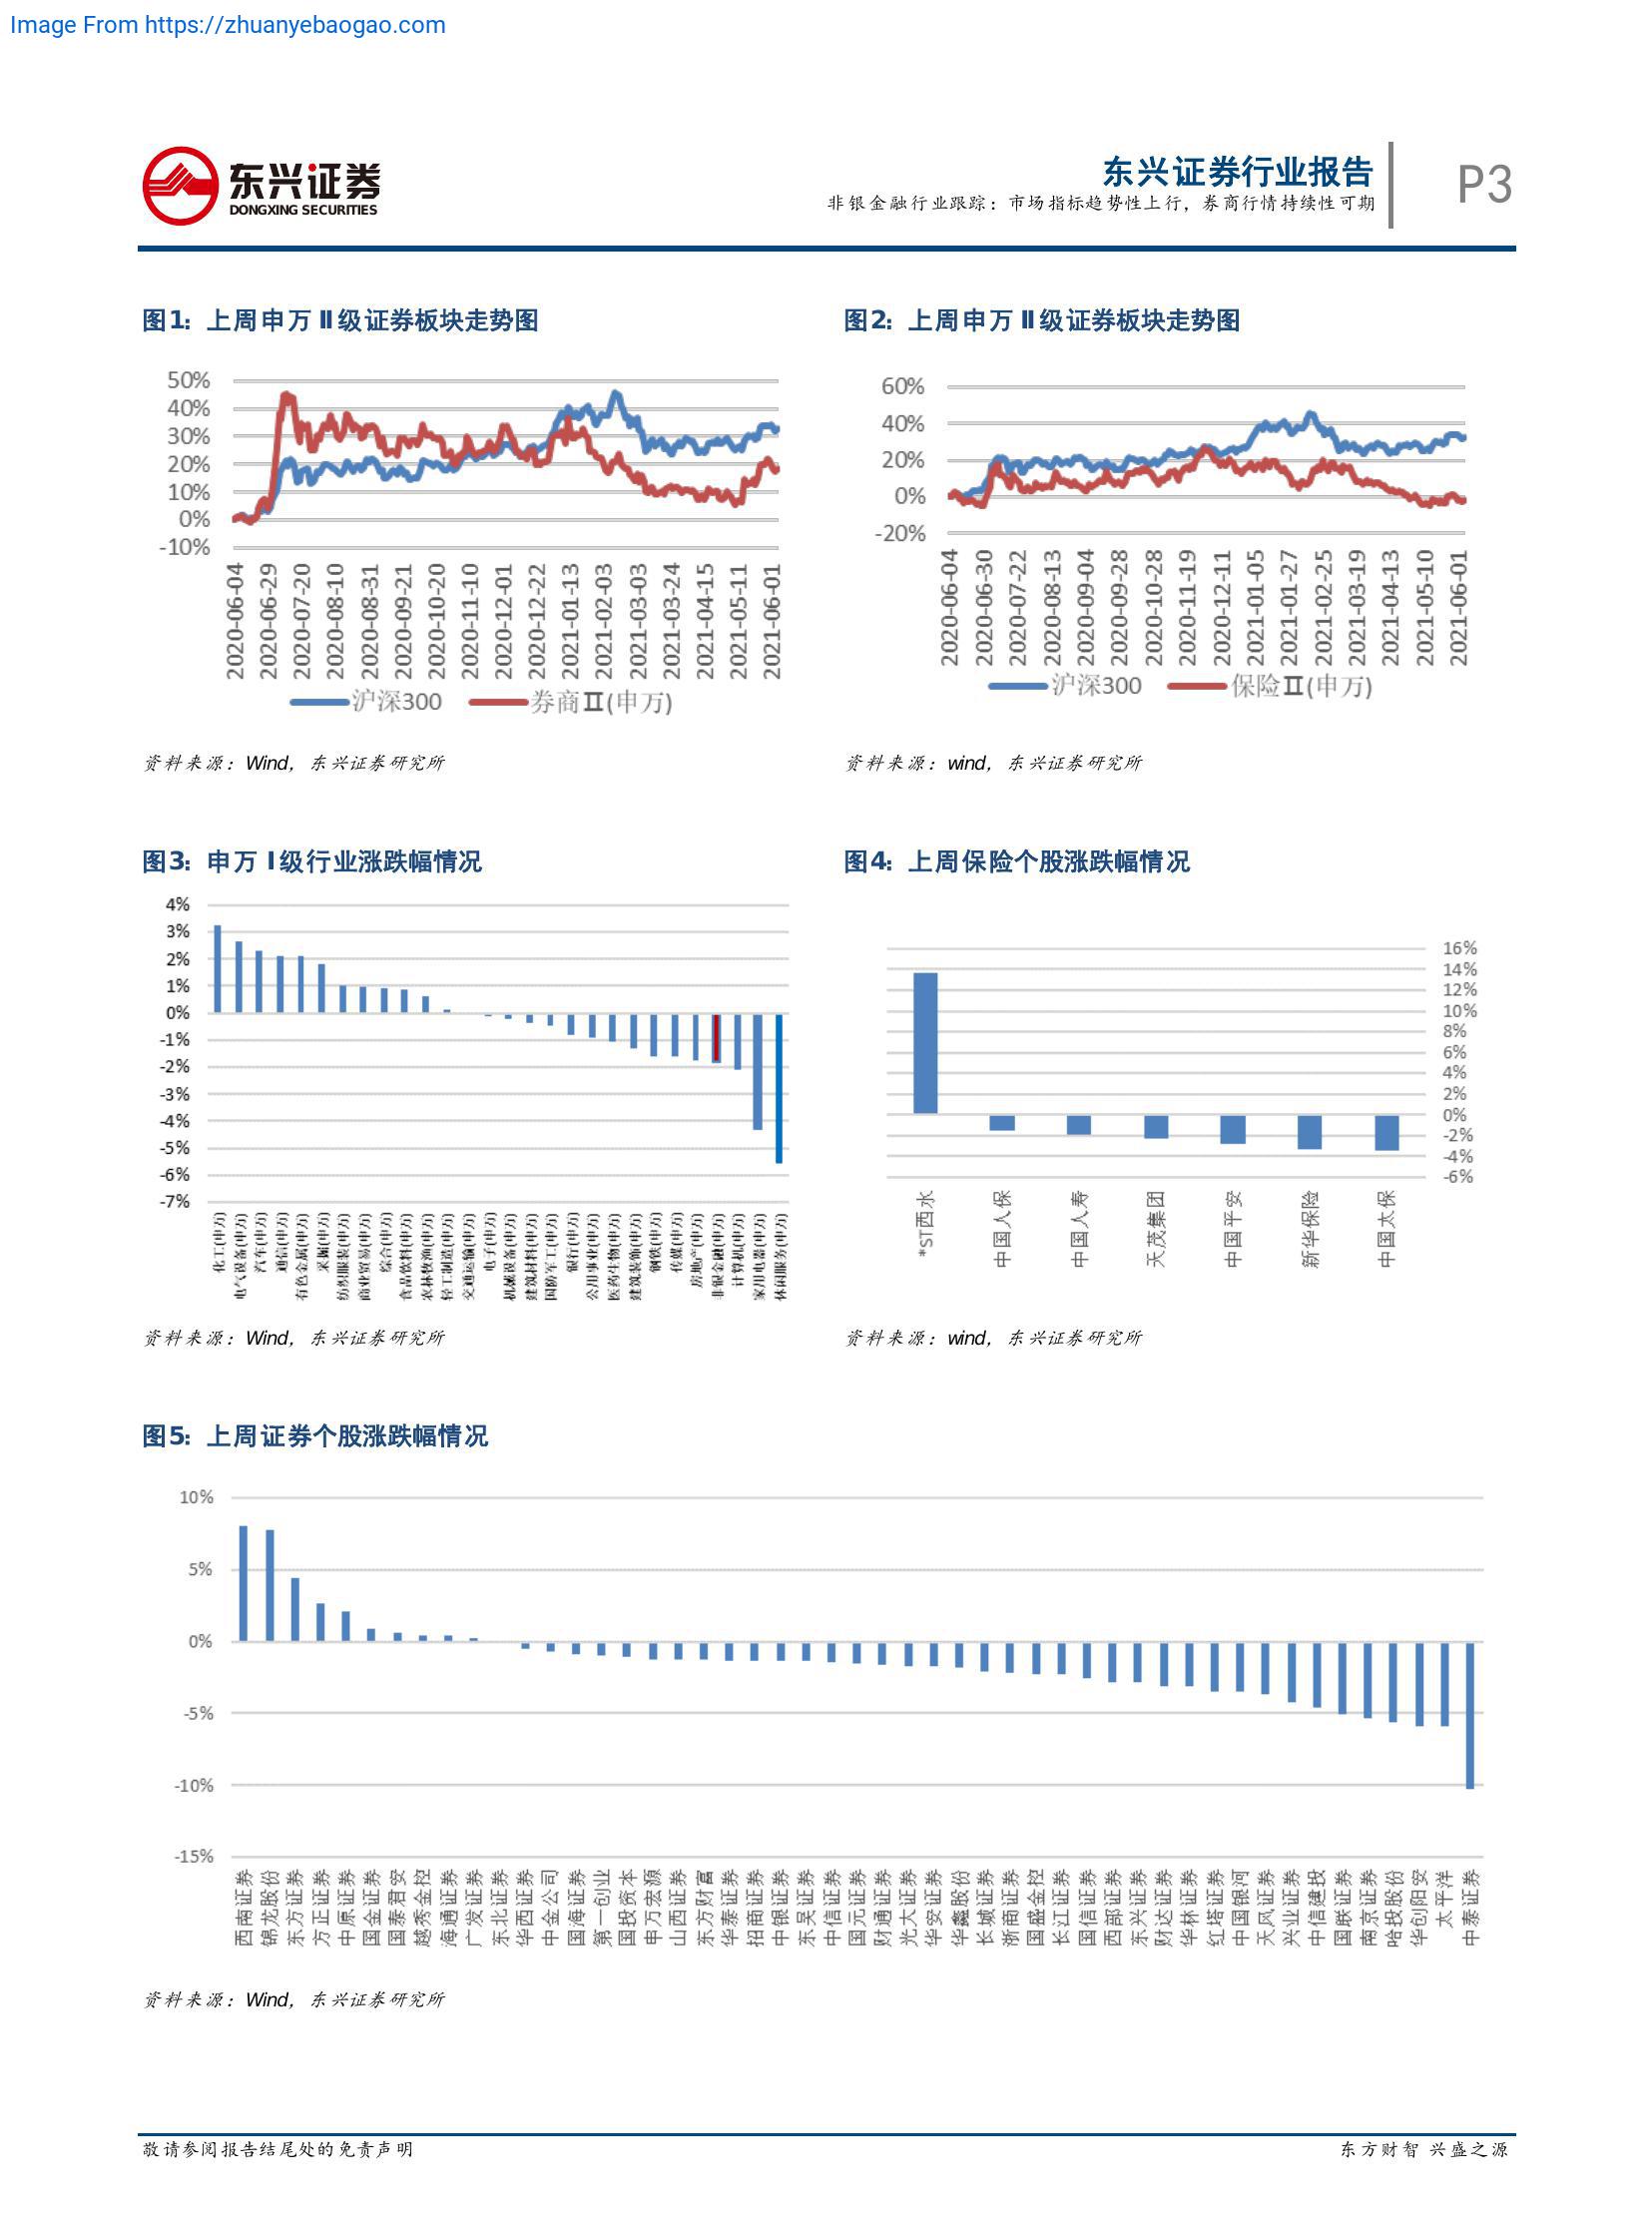 Image From https://zhuanyebaogao.com
东兴证券
DONGXING SECURITIES
东兴证券行业报告
非银金融行业跟踪：市场指标趋势性上行，券商行情持续性可期
P3
图1：上周申万 II 级证券板块走势图
50%
40%
30%
20%
10%
0%
-10%
2020-06-04
2020-06-29
2020-07-20
2020-08-10
2020-08-31
2020-09-21
2020-10-20
2020-11-10
2020-12-01
2020-12-22
2021-01-13
2021-02-03
2021-03-03
2021-03-24
2021-04-15
2021-05-11
2021-06-01
沪深300 券商Ⅱ(申万)
资料来源：Wind，东兴证券研究所
图2：上周申万 II 级证券板块走势图
60%
40%
20%
0%
-20%
2020-06-04
2020-06-30
2020-07-22
2020-08-13
2020-09-04
2020-09-28
2020-10-28
2020-11-19
2020-12-11
2021-01-05
2021-01-27
2021-02-25
2021-03-19
2021-04-13
2021-05-10
2021-06-01
沪深300 保险Ⅱ(申万)
资料来源：wind，东兴证券研究所
图3：申万 I 级行业涨跌幅情况
4%
3%
2%
1%
0%
-1%
-2%
-3%
-4%
-5%
-6%
-7%
化工(申万)
电气设备(申万)
汽车(申万)
通信(申万)
有色金属(申万)
采掘(申万)
纺织服装(申万)
商业贸易(申万)
综合(申万)
食品饮料(申万)
农林牧渔(申万)
轻工制造(申万)
交通运输(申万)
电子(申万)
机械设备(申万)
建筑材料(申万)
国防军工(申万)
银行(申万)
公用事业(申万)
医药生物(申万)
建筑装饰(申万)
钢铁(申万)
传媒(申万)
房地产(申万)
非银金融(申万)
计算机(申万)
家用电器(申万)
休闲服务(申万)
资料来源：Wind，东兴证券研究所
图4：上周保险个股涨跌幅情况
16%
14%
12%
10%
8%
6%
4%
2%
0%
-2%
-4%
-6%
*ST西水
中国人保
中国人寿
天茂集团
中国平安
新华保险
中国太保
资料来源：wind，东兴证券研究所
图5：上周证券个股涨跌幅情况
10%
5%
0%
-5%
-10%
-15%
西南证券
锦龙股份
东方证券
方正证券
中原证券
国金证券
国泰君安
越秀金控
海通证券
广发证券
东北证券
华西证券
中金公司
国海证券
第一创业
国投资本
申万宏源
山西证券
东方财富
华泰证券
招商证券
中银证券
东吴证券
中信证券
国元证券
财通证券
光大证券
华安证券
华鑫股份
长城证券
浙商证券
国盛金控
长江证券
国信证券
西部证券
东兴证券
财达证券
华林证券
红塔证券
中国银河
天风证券
兴业证券
中信建投
国联证券
南京证券
哈投股份
华创阳安
太平洋
中泰证券
资料来源：Wind，东兴证券研究所
敬请参阅报告结尾处的免责声明
东方财智 兴盛之源